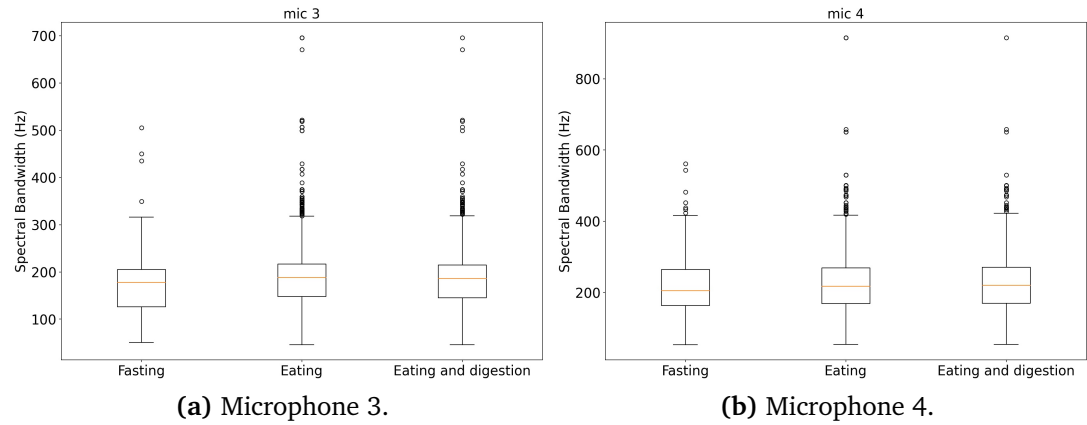 mic 3
Spectral Bandwidth (Hz)
700
600
500
400
300
200
100
Fasting
Eating
Eating and digestion
(a) Microphone 3.
mic 4
Spectral Bandwidth (Hz)
800
600
400
200
Fasting
Eating
Eating and digestion
(b) Microphone 4.